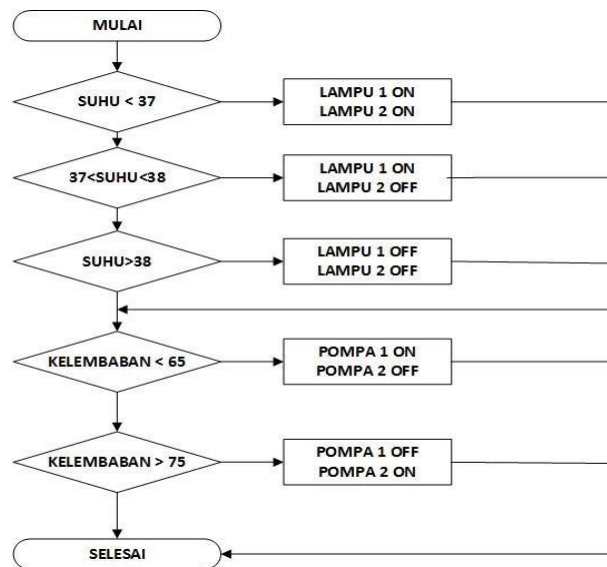 MULAI
SUHU < 37
LAMPU 1 ON
LAMPU 2 ON
37<SUHU<38
LAMPU 1 ON
LAMPU 2 OFF
SUHU>38
LAMPU 1 OFF
LAMPU 2 OFF
KELEMBABAN < 65
POMPA 1 ON
POMPA 2 OFF
KELEMBABAN > 75
POMPA 1 OFF
POMPA 2 ON
SELESAI